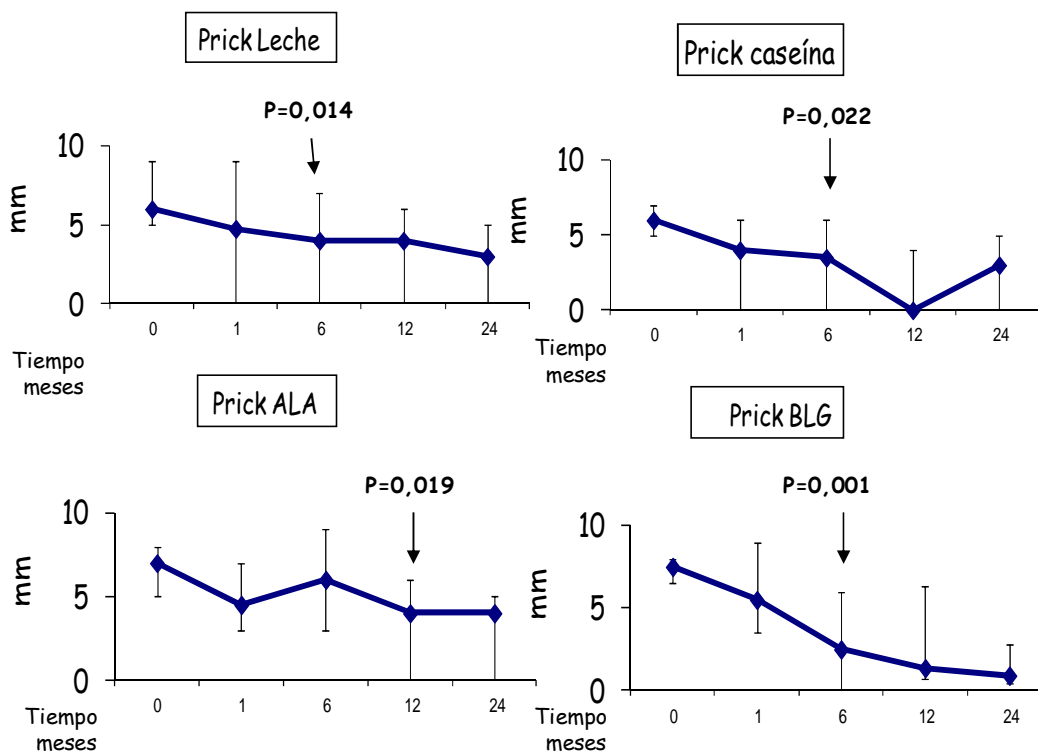 Prick Leche
P=0,014
10
5
0
mm
0 1 6 12 24
Tiempo
meses
Prick caseína
P=0,022
10
5
0
mm
0 1 6 12 24
Tiempo
meses
Prick ALA
P=0,019
10
5
0
mm
0 1 6 12 24
Tiempo
meses
Prick BLG
P=0,001
10
5
0
mm
0 1 6 12 24
Tiempo
meses